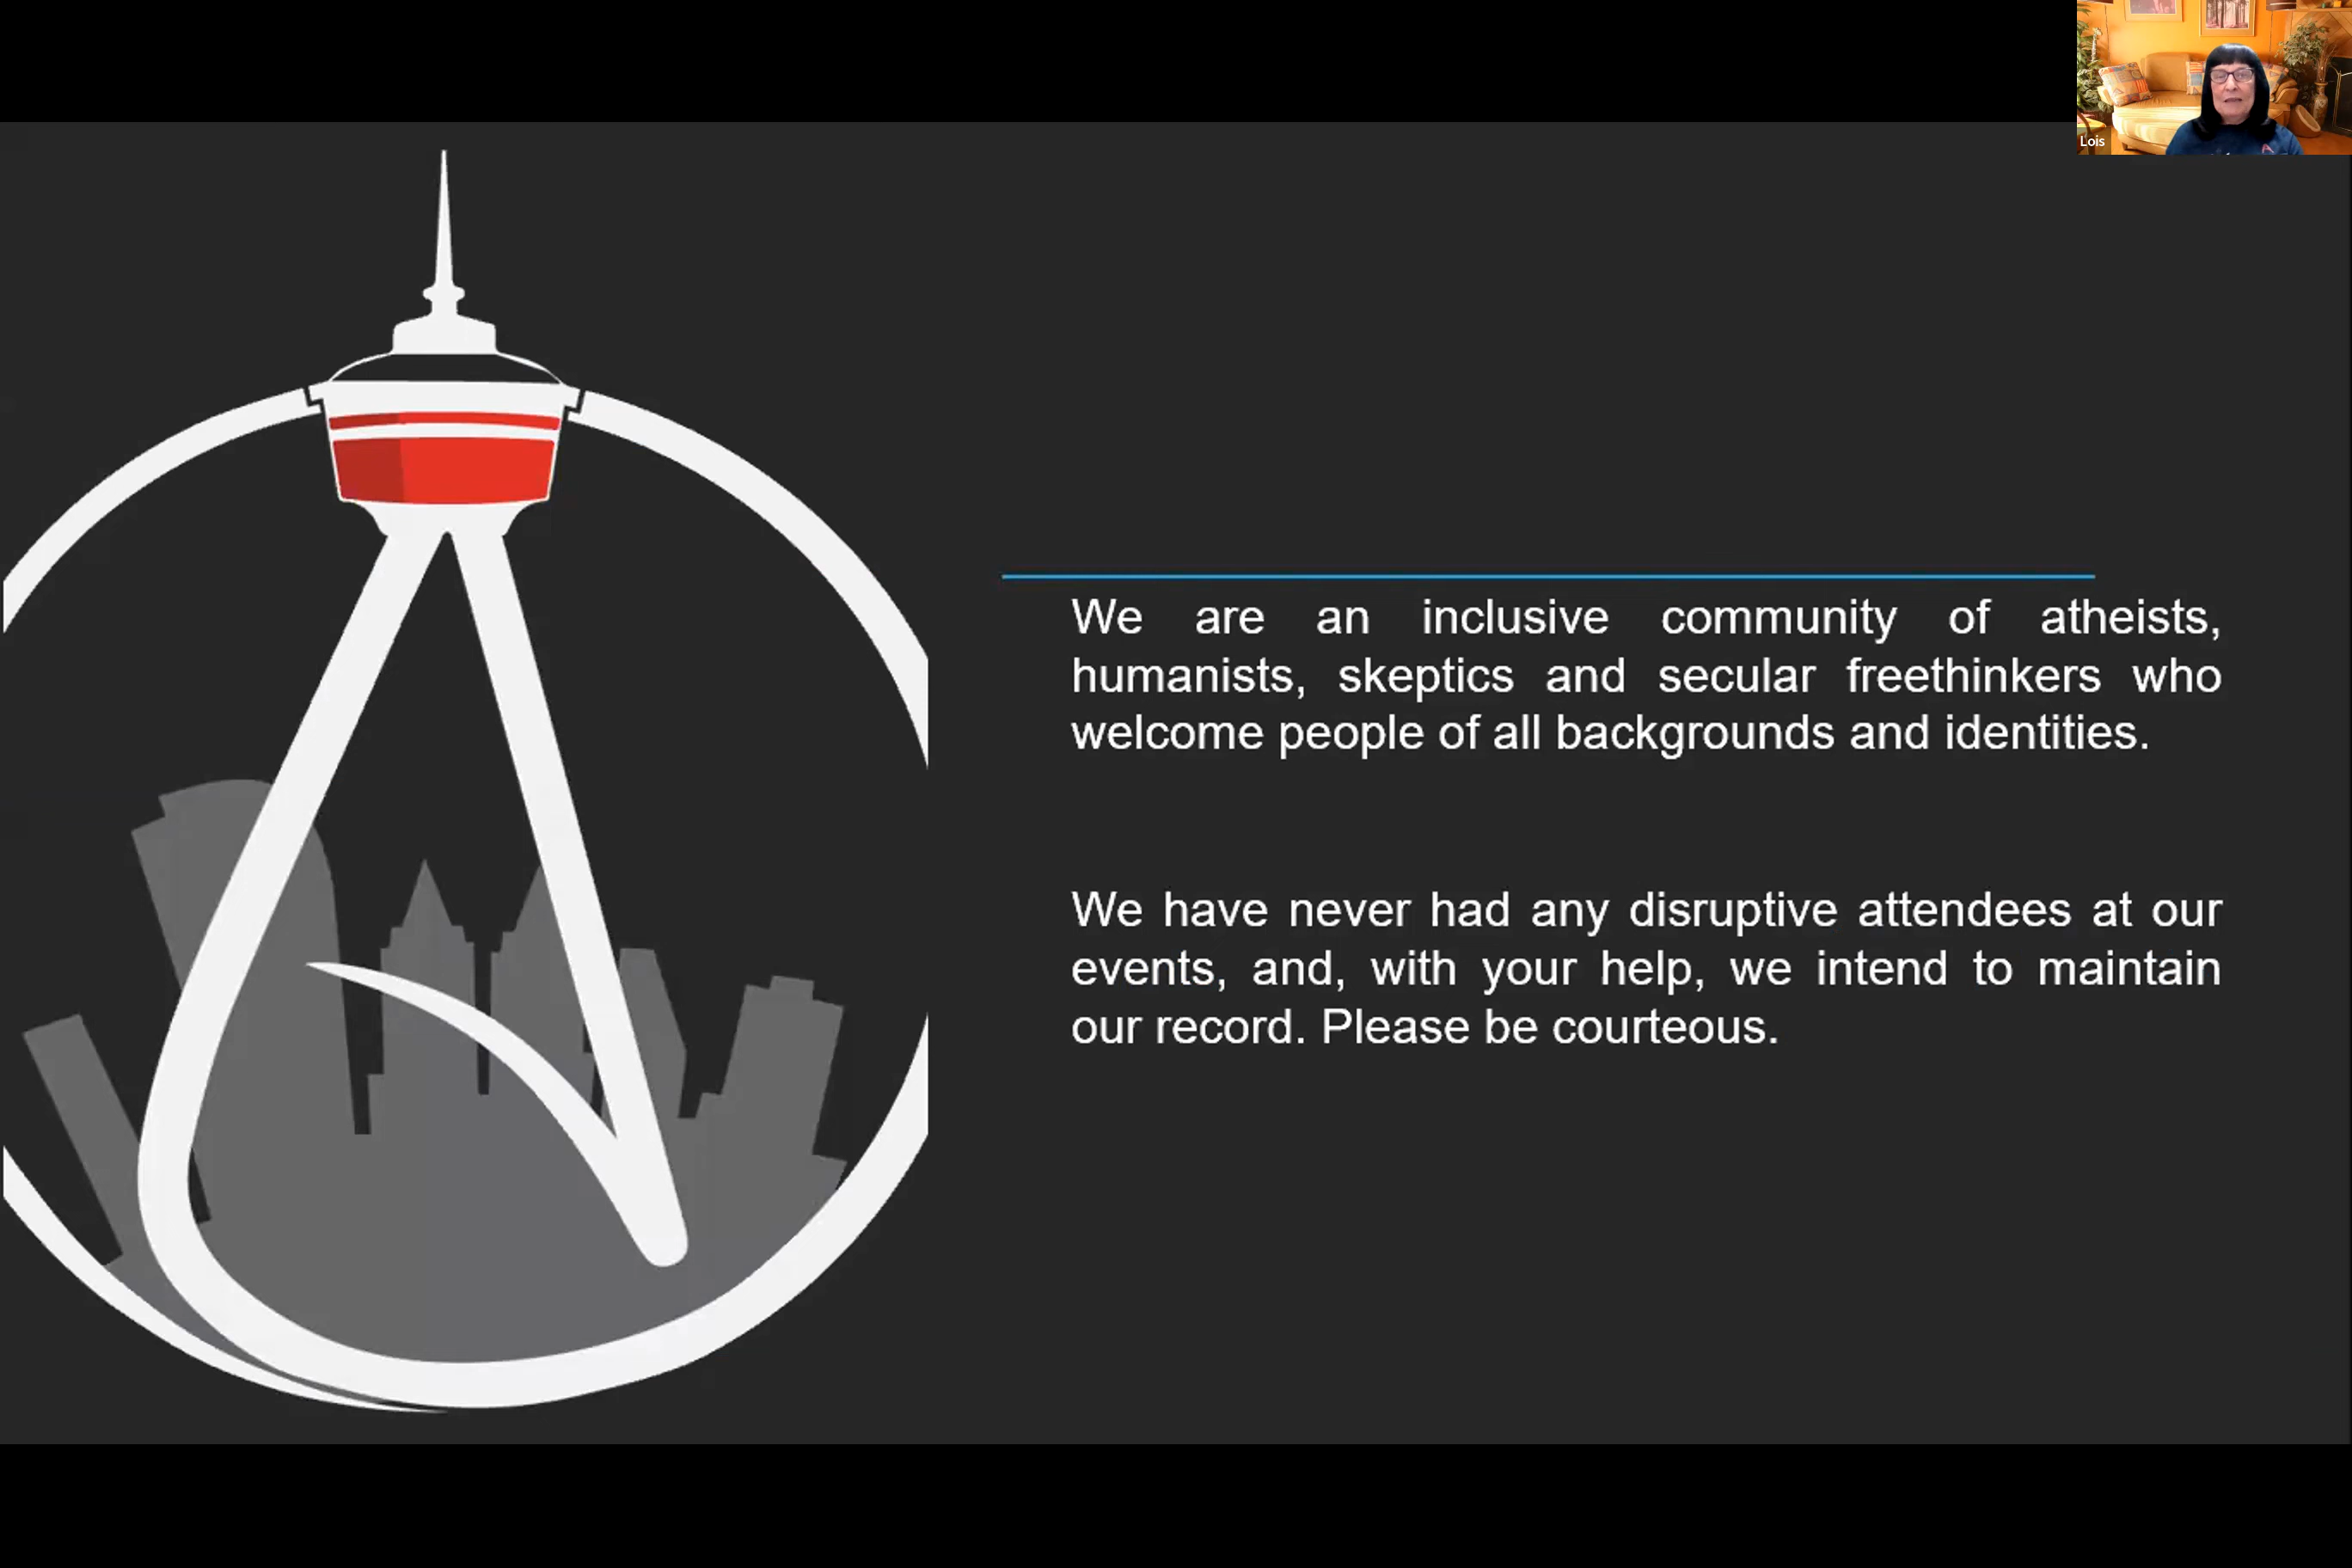 Lois
We are an inclusive community of atheists,
humanists, skeptics and secular freethinkers who
welcome people of all backgrounds and identities.
We have never had any disruptive attendees at our
events, and, with your help, we intend to maintain
our record. Please be courteous.